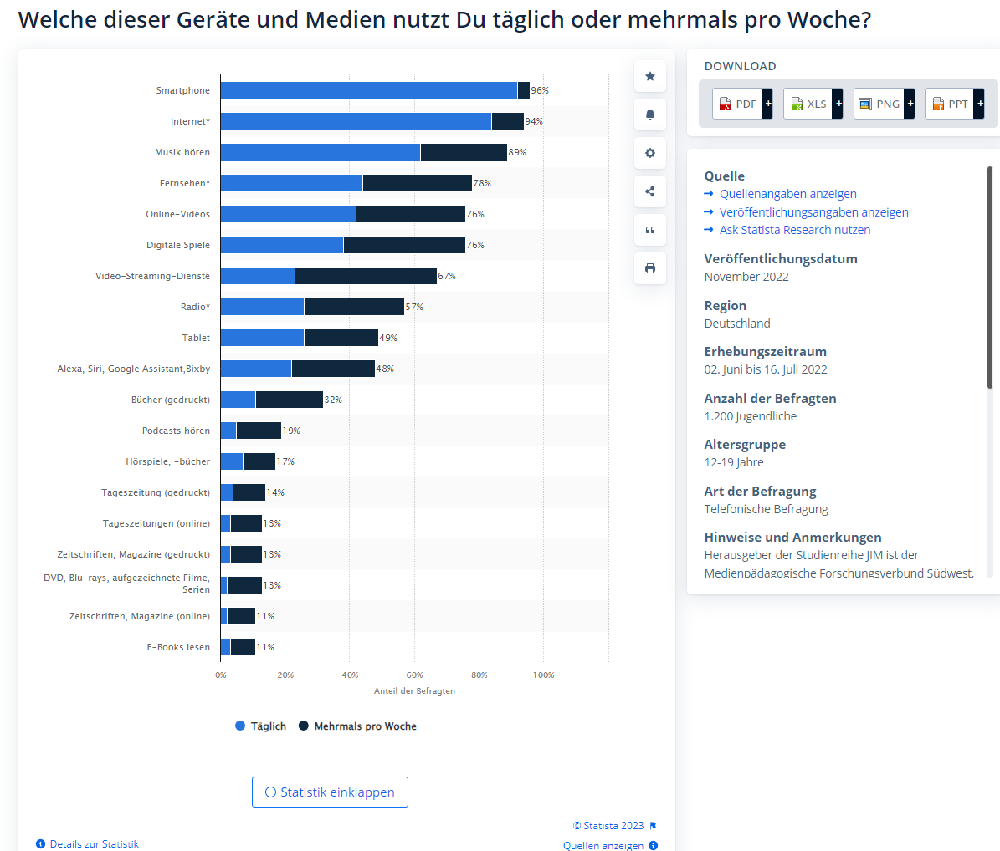 Welche dieser Geräte und Medien nutzt Du täglich oder mehrmals pro Woche?
Smartphone 96%
Internet* 94%
Musik hören 89%
Fernsehen* 78%
Online-Videos 76%
Digitale Spiele 76%
Video-Streaming-Dienste 67%
Radio* 57%
Tablet 49%
Alexa, Siri, Google Assistant,Bixby 48%
Bücher (gedruckt) 32%
Podcasts hören 19%
Hörspiele, -bücher 17%
Tageszeitung (gedruckt) 14%
Tageszeitungen (online) 13%
Zeitschriften, Magazine (gedruckt) 13%
DVD, Blu-rays, aufgezeichnete Filme,
Serien 13%
Zeitschriften, Magazine (online) 11%
E-Books lesen 11%
0% 20% 40% 60% 80% 100%
Anteil der Befragten
Täglich Mehrmals pro Woche
Statistik einklappen
© Statista 2023
Details zur Statistik
Quellen anzeigen
DOWNLOAD
PDF + XLS + PNG + PPT +
Quelle
→ Quellenangaben anzeigen
→ Veröffentlichungsangaben anzeigen
→ Ask Statista Research nutzen
Veröffentlichungsdatum
November 2022
Region
Deutschland
Erhebungszeitraum
02. Juni bis 16. Juli 2022
Anzahl der Befragten
1.200 Jugendliche
Altersgruppe
12-19 Jahre
Art der Befragung
Telefonische Befragung
Hinweise und Anmerkungen
Herausgeber der Studienreihe JIM ist der
Medienpädagogische Forschungsverbund Südwest.